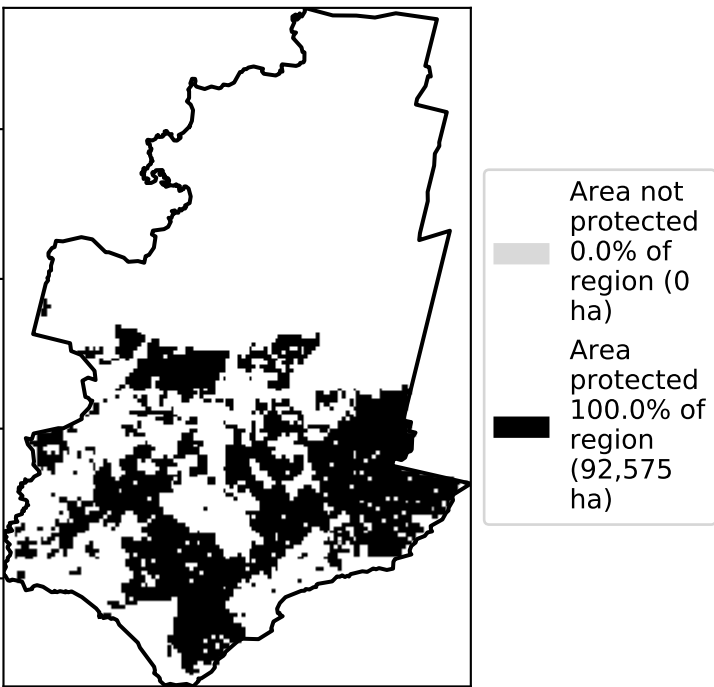 Area not
protected
0.0% of
region (0
ha)
Area
protected
100.0% of
region
(92,575
ha)